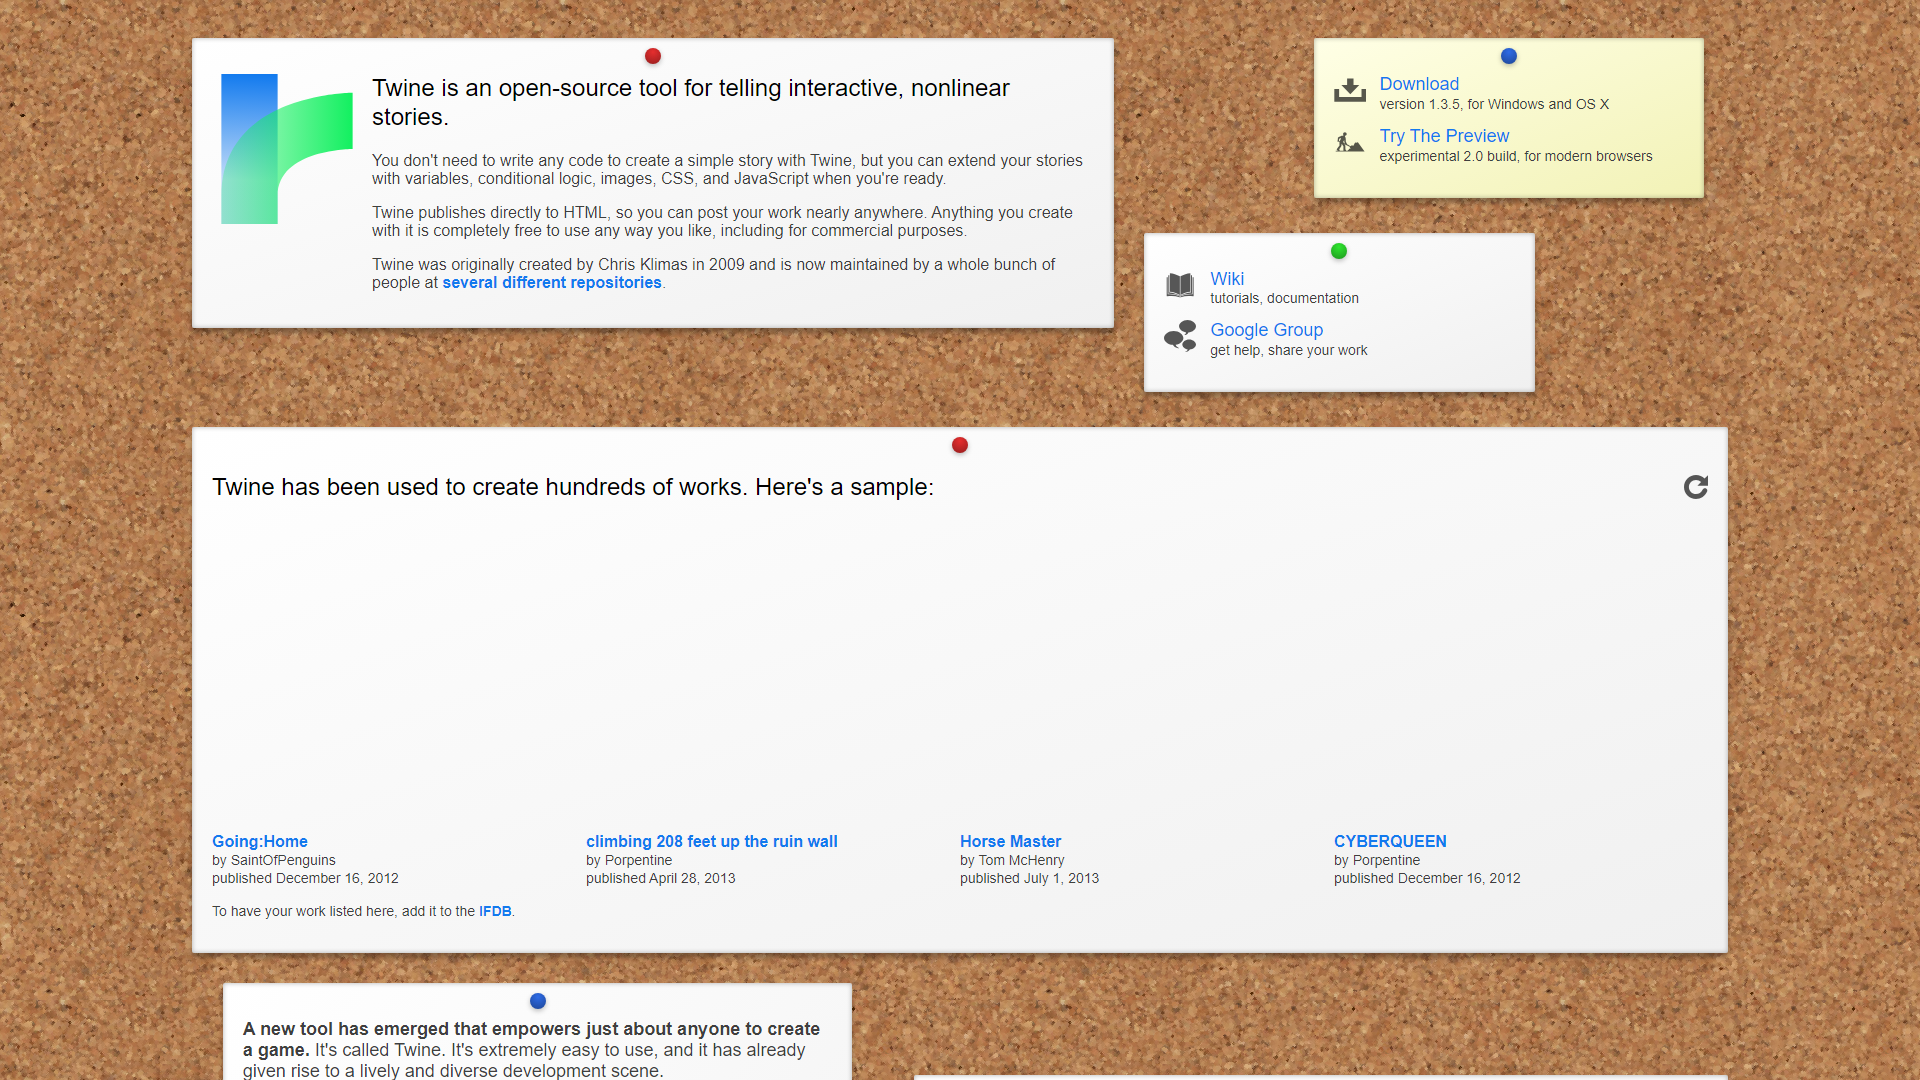 Twine is an open-source tool for telling interactive, nonlinear
stories.
You don't need to write any code to create a simple story with Twine, but you can extend your stories
with variables, conditional logic, images, CSS, and JavaScript when you're ready.
Twine publishes directly to HTML, so you can post your work nearly anywhere. Anything you create
with it is completely free to use any way you like, including for commercial purposes.
Twine was originally created by Chris Klimas in 2009 and is now maintained by a whole bunch of
people at several different repositories.
Download
version 1.3.5, for Windows and OS X
Try The Preview
experimental 2.0 build, for modern browsers
Wiki
tutorials, documentation
Google Group
get help, share your work
Twine has been used to create hundreds of works. Here's a sample:
Going:Home
by SaintOfPenguins
published December 16, 2012
climbing 208 feet up the ruin wall
by Porpentine
published April 28, 2013
Horse Master
by Tom McHenry
published July 1, 2013
CYBERQUEEN
by Porpentine
published December 16, 2012
To have your work listed here, add it to the IFDB.
A new tool has emerged that empowers just about anyone to create
a game. It's called Twine. It's extremely easy to use, and it has already
given rise to a lively and diverse development scene.